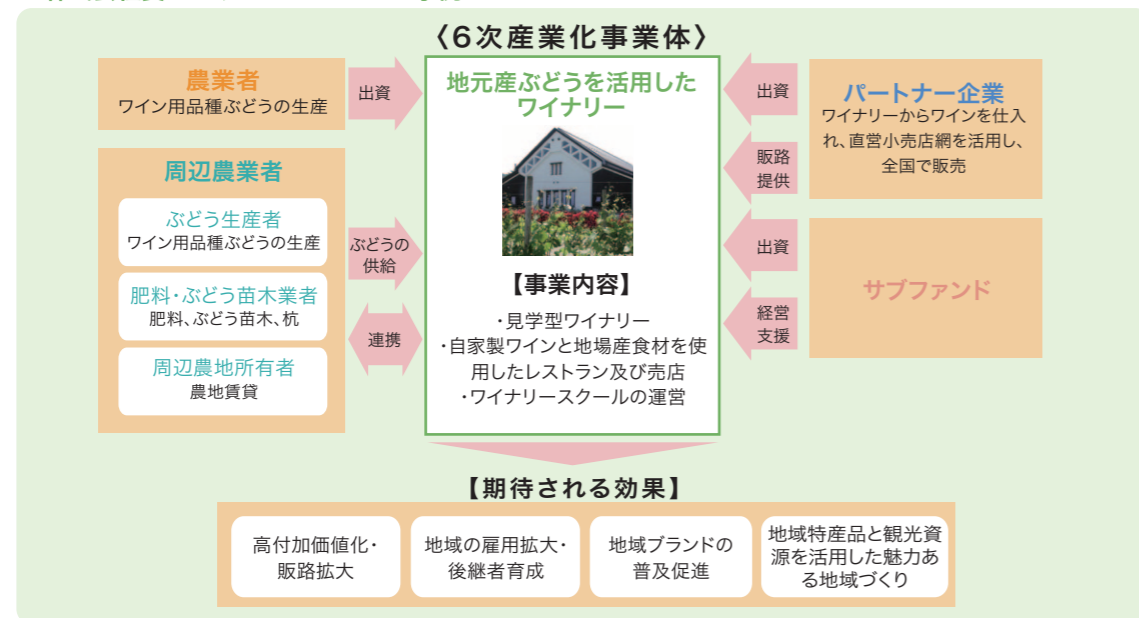 〈6次産業化事業体〉
農業者
ワイン用品種ぶどうの生産
出資
周辺農業者
ぶどう生産者
ワイン用品種ぶどうの生産
肥料・ぶどう苗木業者
肥料、ぶどう苗木、杭
周辺農地所有者
農地賃貸
ぶどうの
供給
連携
地元産ぶどうを活用した
ワイナリー
【事業内容】
・見学型ワイナリー
・自家製ワインと地場産食材を使
用したレストラン及び売店
・ワイナリースクールの運営
出資
販路
提供
出資
経営
支援
パートナー企業
ワイナリーからワインを仕入
れ、直営小売店網を活用し、
全国で販売
サブファンド
【期待される効果】
高付加価値化・
販路拡大
地域の雇用拡大・
後継者育成
地域ブランドの
普及促進
地域特産品と観光資
源を活用した魅力あ
る地域づくり